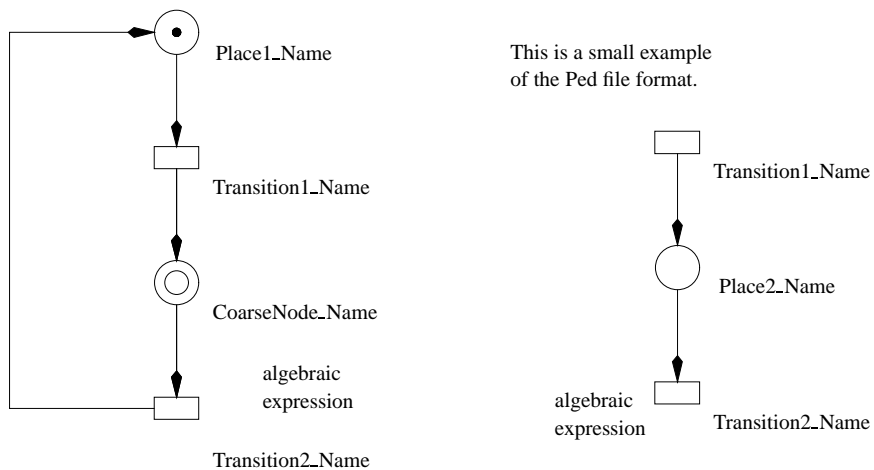 Place1_Name
Transition1_Name
CoarseNode_Name
algebraic
expression
Transition2_Name
This is a small example
of the Ped file format.
Transition1_Name
Place2_Name
algebraic
expression
Transition2_Name